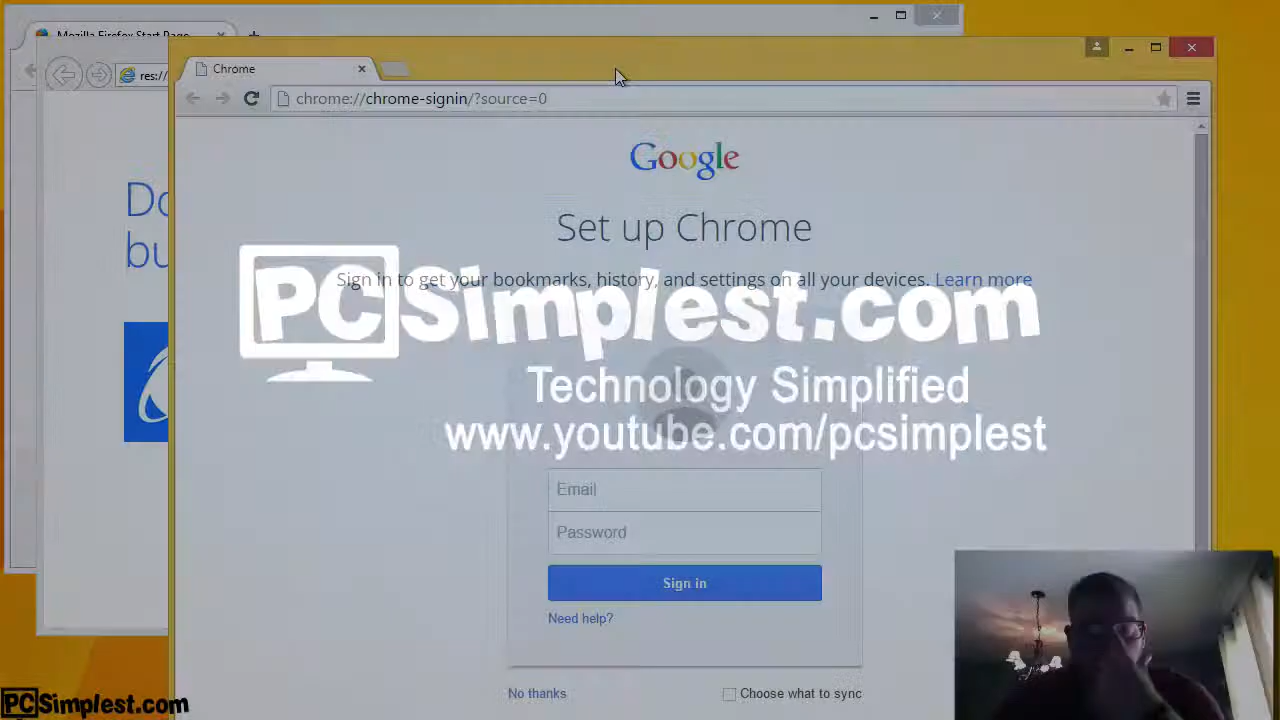 Mozilla Firefox Start Page
Chrome
res://
chrome://chrome-signin/?source=0
Google
Do
bu
Set up Chrome
Sign in to get your bookmarks, history, and settings on all your devices. Learn more
PCSimplest.com
Technology Simplified
www.youtube.com/pcsimplest
Email
Password
Sign in
Need help?
No thanks
Choose what to sync
PCSimplest.com